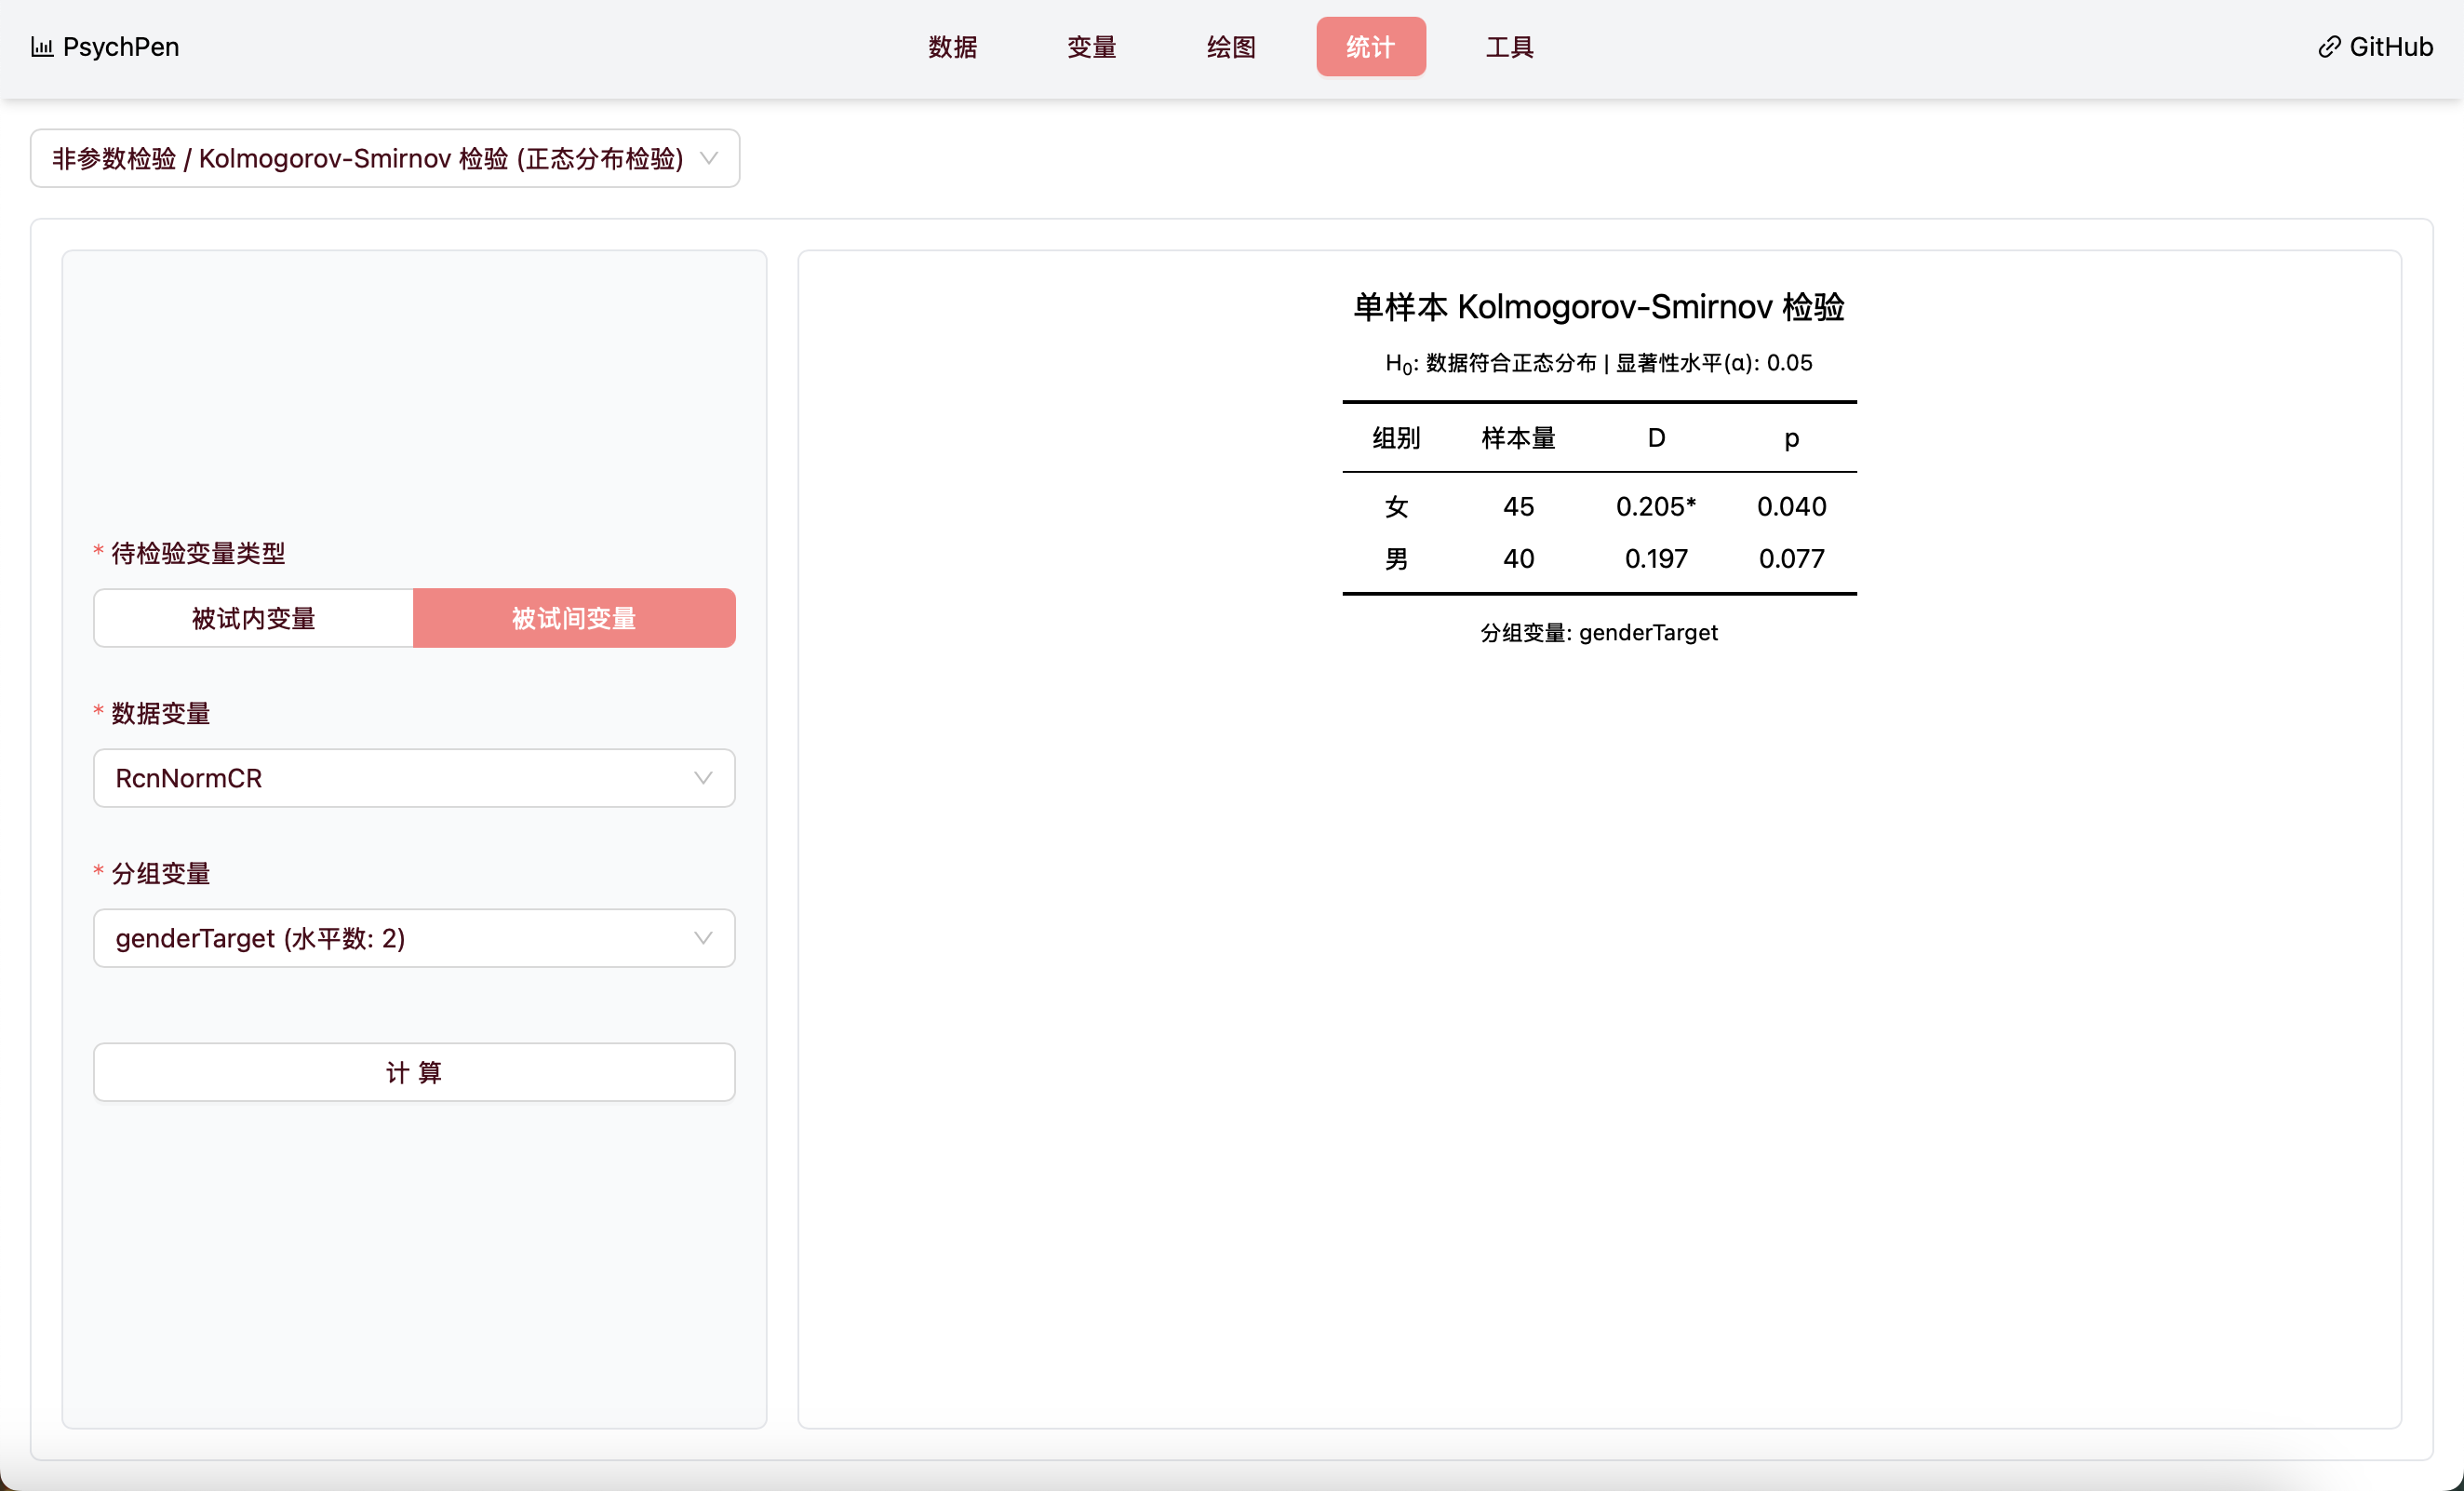 PsychPen 数据 变量 绘图 统计 工具 GitHub
非参数检验 / Kolmogorov-Smirnov 检验 (正态分布检验)
* 待检验变量类型
被试内变量 被试间变量
* 数据变量
RcnNormCR
* 分组变量
genderTarget (水平数: 2)
计 算
单样本 Kolmogorov-Smirnov 检验
H₀: 数据符合正态分布 | 显著性水平(α): 0.05
组别 样本量 D p
女 45 0.205* 0.040
男 40 0.197 0.077
分组变量: genderTarget